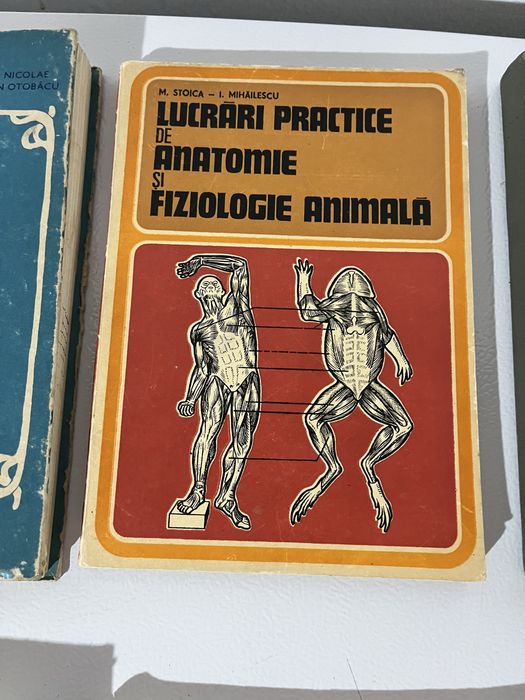 NICOLAE
N OTOBÂCU
M. STOICA – I. MIHĂILESCU
LUCRĂRI PRACTICE
DE
ANATOMIE
ȘI
FIZIOLOGIE ANIMALĂ